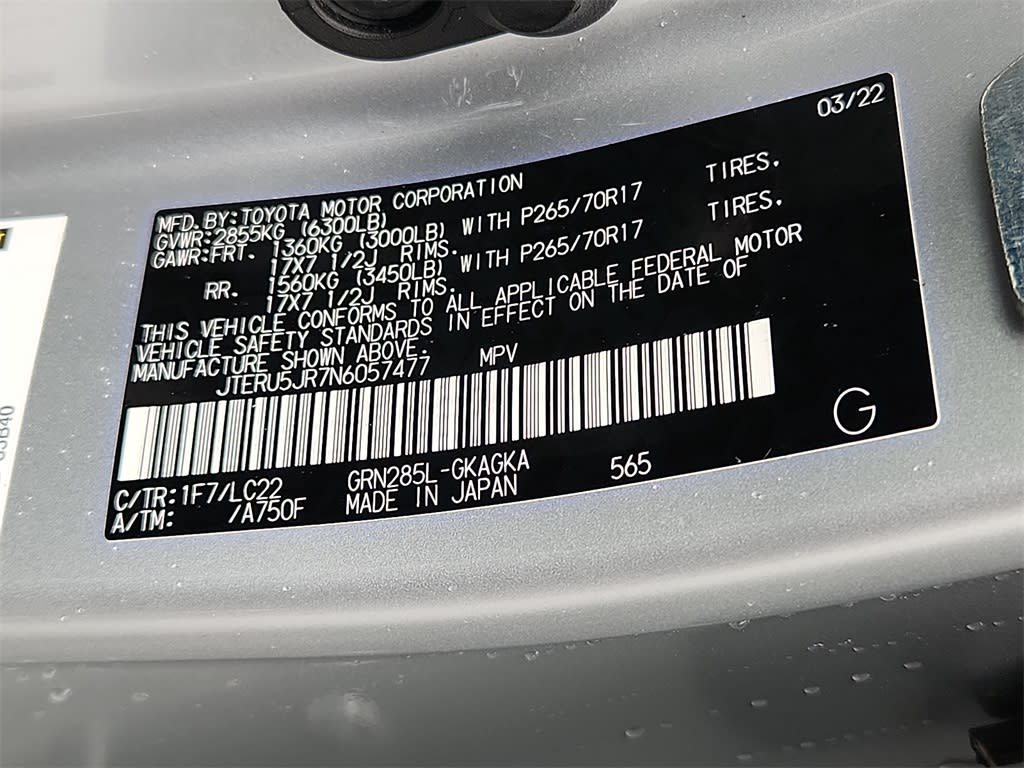 03/22
MFD. BY: TOYOTA MOTOR CORPORATION
GVWR: 2855KG (6300LB)
GAWR: FRT. 1360KG (3000LB) WITH P265/70R17 TIRES.
17X7 1/2J RIMS.
RR. 1560KG (3450LB) WITH P265/70R17 TIRES.
17X7 1/2J RIMS.
THIS VEHICLE CONFORMS TO ALL APPLICABLE FEDERAL MOTOR
VEHICLE SAFETY STANDARDS IN EFFECT ON THE DATE OF
MANUFACTURE SHOWN ABOVE.
JTERU5JR7N6057477 MPV
G
C/TR: 1F7/LC22 GRN285L-GKAGKA 565
A/TM: /A750F MADE IN JAPAN